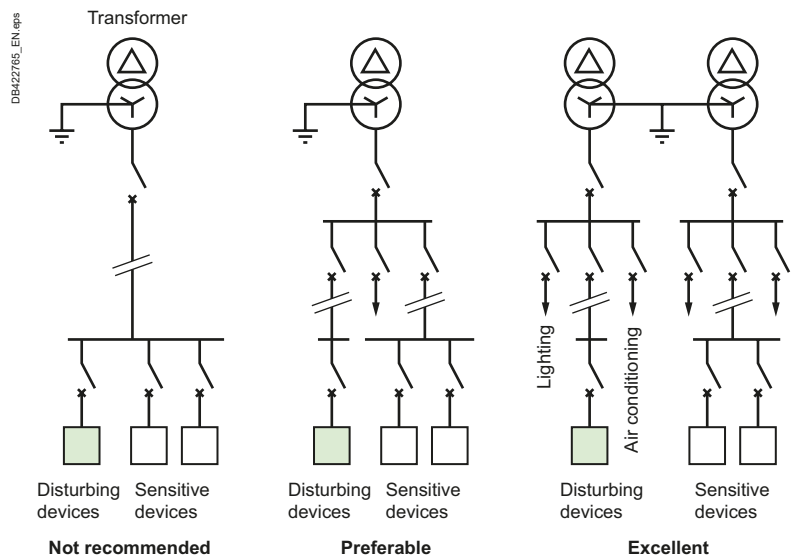 DB422765_EN.eps
Transformer
Lighting
Air conditioning
Disturbing
devices
Sensitive
devices
Disturbing
devices
Sensitive
devices
Disturbing
devices
Sensitive
devices
Not recommended
Preferable
Excellent